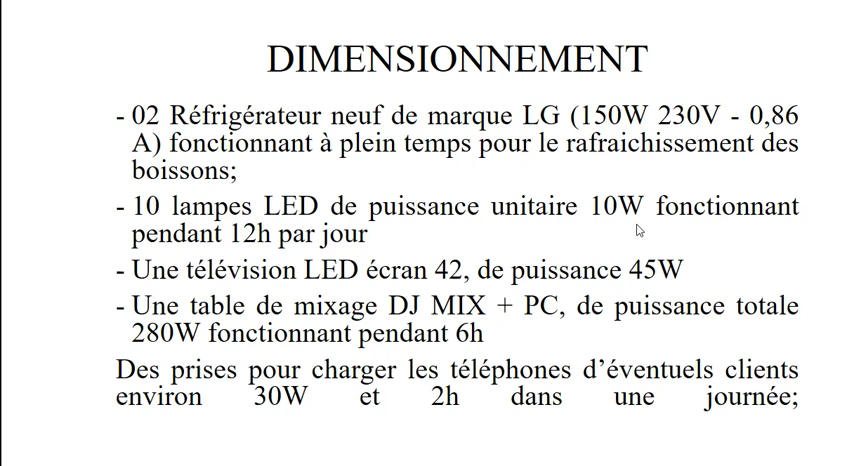 DIMENSIONNEMENT
- 02 Réfrigérateur neuf de marque LG (150W 230V - 0,86
A) fonctionnant à plein temps pour le rafraichissement des
boissons;
- 10 lampes LED de puissance unitaire 10W fonctionnant
pendant 12h par jour
- Une télévision LED écran 42, de puissance 45W
- Une table de mixage DJ MIX + PC, de puissance totale
280W fonctionnant pendant 6h
Des prises pour charger les téléphones d’éventuels clients
environ 30W et 2h dans une journée;